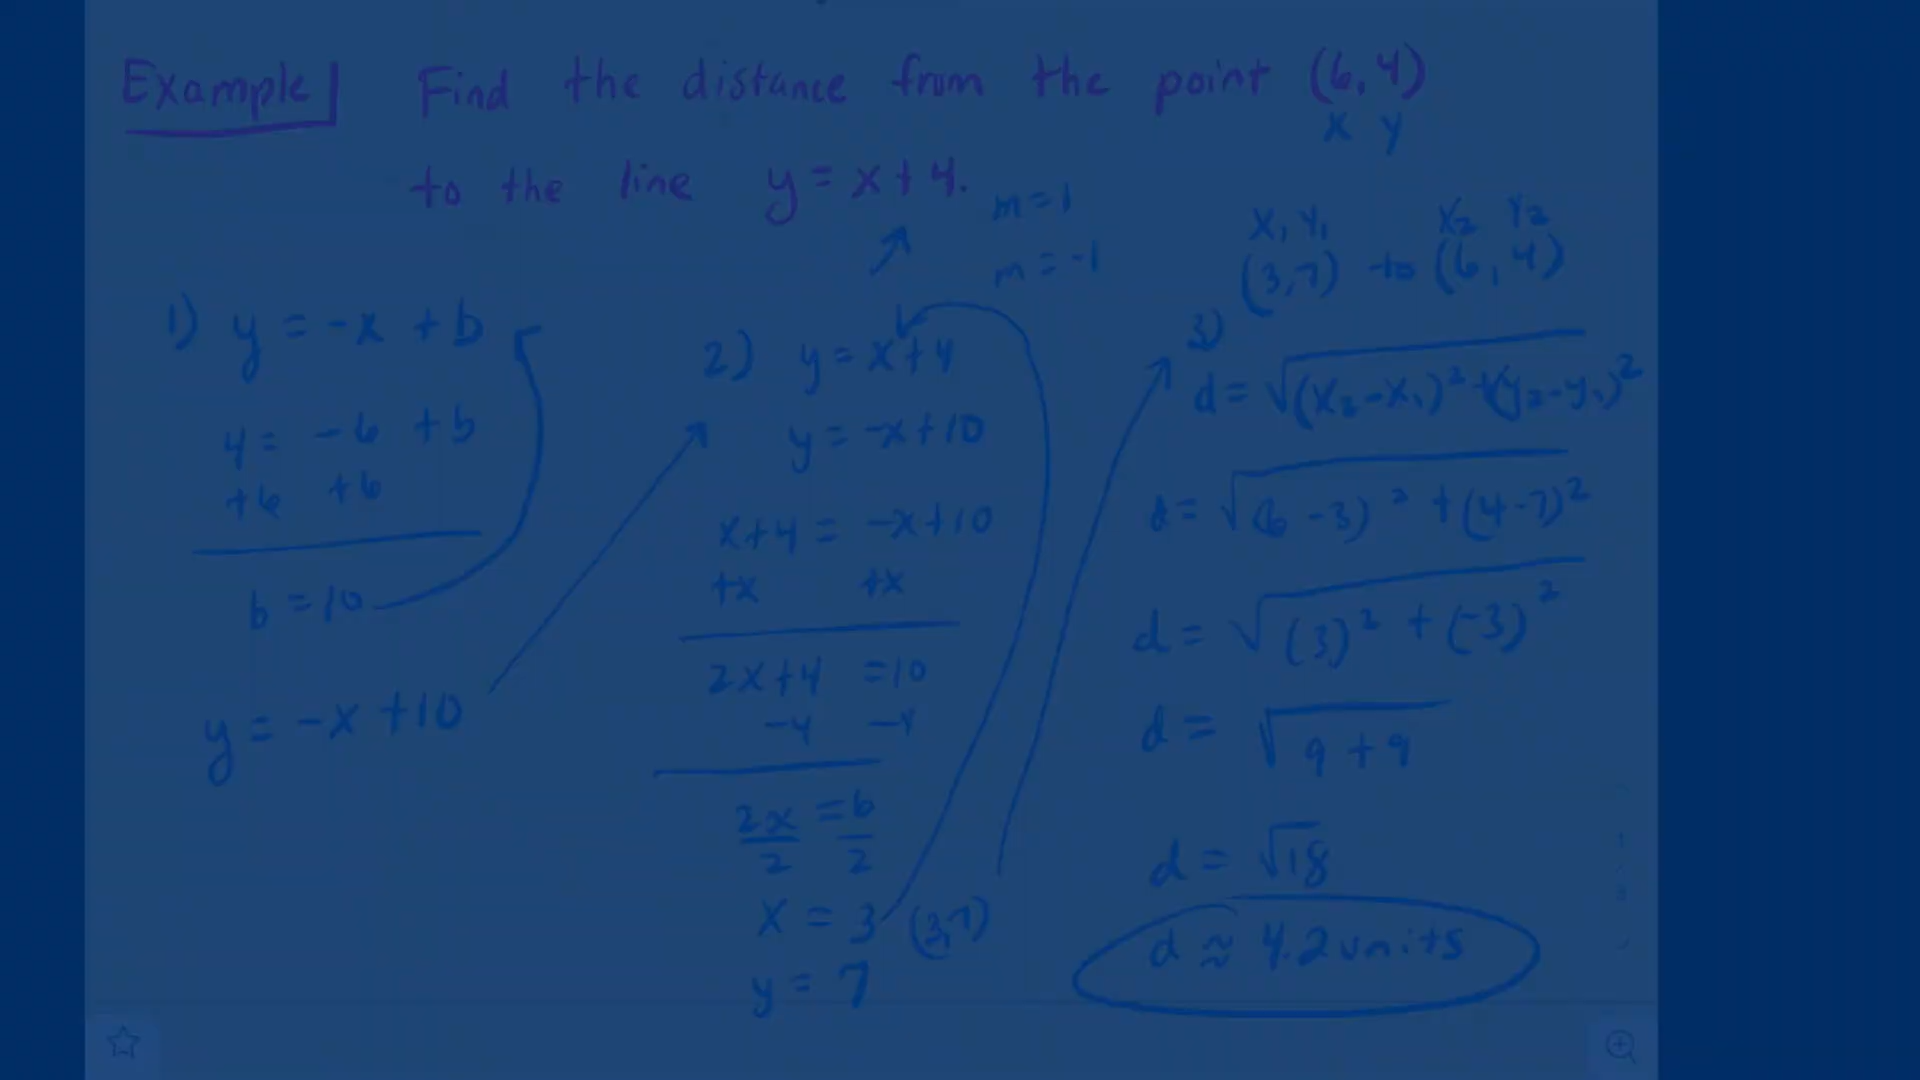 Example Find the distance from the point (6,4)
x y
to the line y = x + 4.
m = 1
m = -1
1) y = -x + b
4 = -6 + b
+6 +6
b = 10
y = -x + 10
2) y = x + 4
y = -x + 10
x + 4 = -x + 10
+x +x
2x + 4 = 10
-4 -4
2x = 6
2 2
x = 3 (3,7)
y = 7
x₁ y₁ x₂ y₂
(3,7) to (6,4)
3)
d = √(x₂-x₁)² + (y₂-y₁)²
d = √(6-3)² + (4-7)²
d = √(3)² + (-3)²
d = √9+9
d = √18
d ≈ 4.2 units